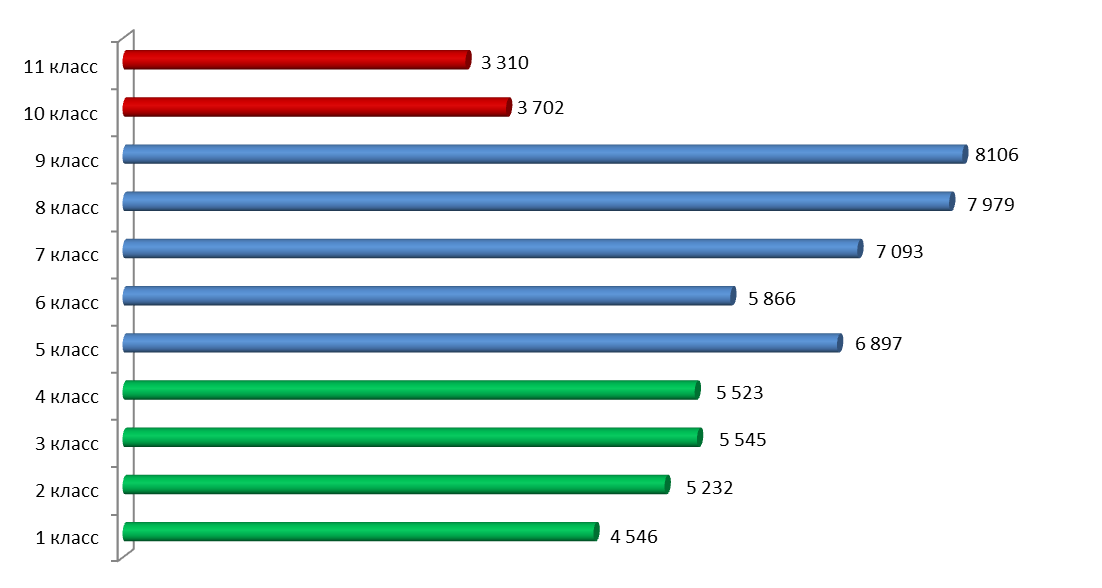 11 класс 3 310
10 класс 3 702
9 класс 8106
8 класс 7 979
7 класс 7 093
6 класс 5 866
5 класс 6 897
4 класс 5 523
3 класс 5 545
2 класс 5 232
1 класс 4 546